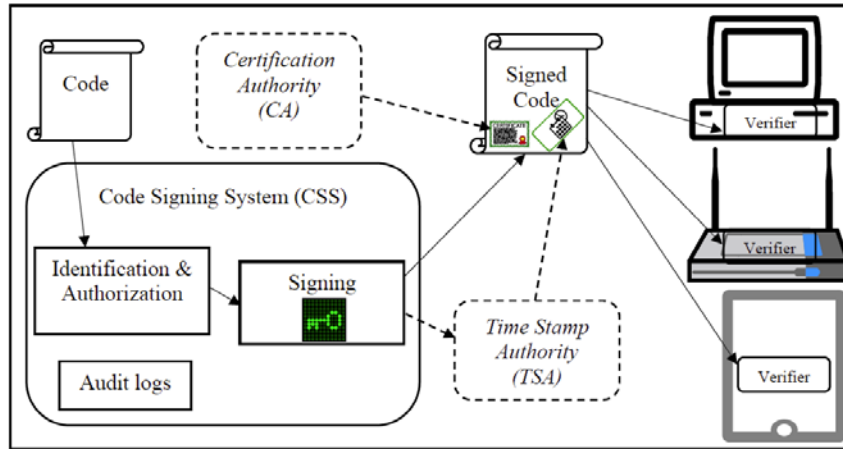 Code
Certification
Authority
(CA)
Signed
Code
CERTIFICATE
Verifier
Code Signing System (CSS)
Identification &
Authorization
Signing
Audit logs
Time Stamp
Authority
(TSA)
Verifier
Verifier